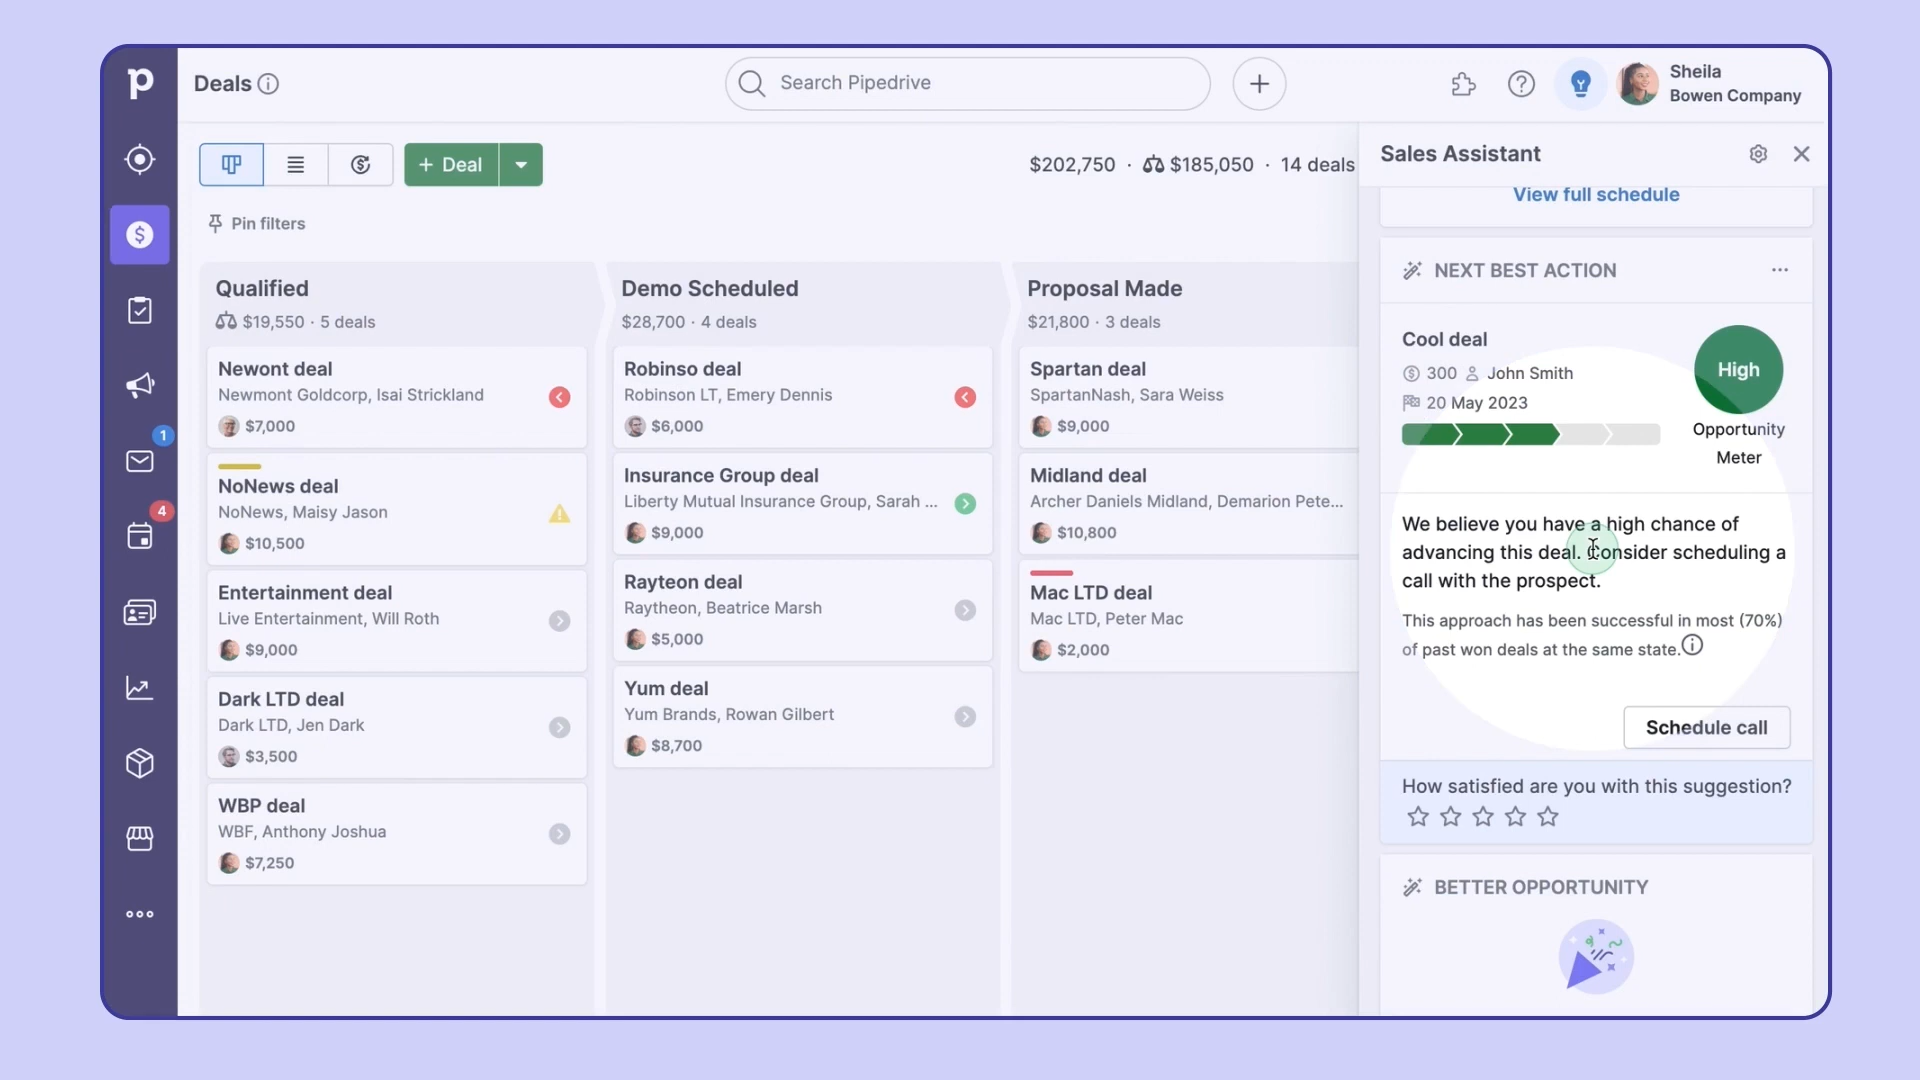 p
Deals
Search Pipedrive
Sheila
Bowen Company
+ Deal
$202,750 · $185,050 · 14 deals
Pin filters
1
4
Qualified
$19,550 · 5 deals
Newont deal
Newmont Goldcorp, Isai Strickland
$7,000
NoNews deal
NoNews, Maisy Jason
$10,500
Entertainment deal
Live Entertainment, Will Roth
$9,000
Dark LTD deal
Dark LTD, Jen Dark
$3,500
WBP deal
WBF, Anthony Joshua
$7,250
Demo Scheduled
$28,700 · 4 deals
Robinso deal
Robinson LT, Emery Dennis
$6,000
Insurance Group deal
Liberty Mutual Insurance Group, Sarah ...
$9,000
Rayteon deal
Raytheon, Beatrice Marsh
$5,000
Yum deal
Yum Brands, Rowan Gilbert
$8,700
Proposal Made
$21,800 · 3 deals
Spartan deal
SpartanNash, Sara Weiss
$9,000
Midland deal
Archer Daniels Midland, Demarion Pete...
$10,800
Mac LTD deal
Mac LTD, Peter Mac
$2,000
Sales Assistant
View full schedule
NEXT BEST ACTION
Cool deal
300 John Smith
20 May 2023
High
Opportunity
Meter
We believe you have a high chance of
advancing this deal. Consider scheduling a
call with the prospect.
This approach has been successful in most (70%)
of past won deals at the same state.
Schedule call
How satisfied are you with this suggestion?
BETTER OPPORTUNITY